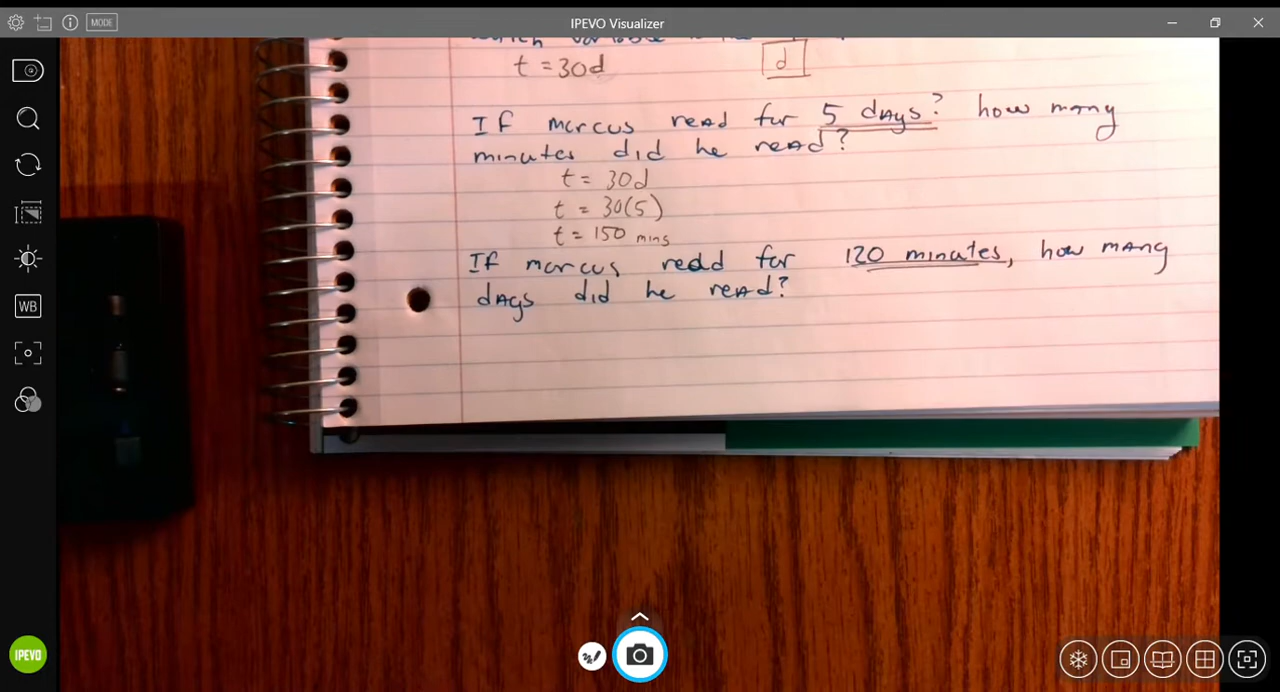 IPEVO Visualizer
MODE
t = 30d
d
If marcus read for 5 days? how many
minutes did he read?
t = 30d
t = 30(5)
t = 150 mins
If marcus read for 120 minutes, how many
days did he read?
WB
IPEVO